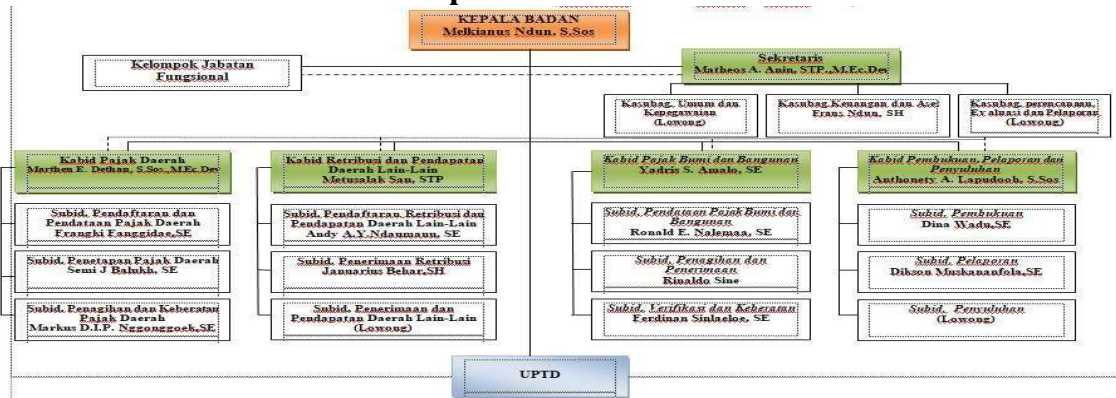 KEPALA BADAN
Melkianus Ndun, S.Sos
Kelompok Jabatan
Fungsional
Sekretaris
Matheos A. Anin, STP.,M.Ec.Dev
Kasubag. Umum dan
Kepegawaian
(Lowong)
Kasubag.Keuangan dan Aset
Frans Ndun, SH
Kasubag. perencanaan,
Evaluasi dan Pelaporan
(Lowong)
Kabid Pajak Daerah
Marthen E. Dethan, S.Sos.,M.Ec.Dev
Kabid Retribusi dan Pendapatan
Daerah Lain-Lain
Metusalak Sau, STP
Kabid Pajak Bumi dan Bangunan
Yadris S. Amalo, SE
Kabid Pembukuan, Pelaporan dan
Penyuluhan
Anthonety A. Lapudooh, S.Sos
Subid. Pendaftaran dan
Pendataan Pajak Daerah
Frangki Fanggidae,SE
Subid. Pendaftaran Retribusi dan
Pendapatan Daerah Lain-Lain
Andy A.Y.Ndaumanu, SE
Subid. Pendataan Pajak Bumi dan
Bangunan
Ronald E. Nalemaa, SE
Subid. Pembukuan
Dina Wadu,SE
Subid. Penetapan Pajak Daerah
Semi J Balukh, SE
Subid. Penerimaan Retribusi
Januarius Behar,SH
Subid. Penagihan dan
Penerimaan
Rinaldo Sine
Subid. Pelaporan
Dikson Muskananfola,SE
Subid. Penagihan dan Keberatan
Pajak Daerah
Markus D.I.P. Nggonggoek,SE
Subid. Penerimaan dan
Pendapatan Daerah Lain-Lain
(Lowong)
Subid. Verifikasi dan Keberatan
Ferdinan Sinlaeloe, SE
Subid. Penyuluhan
(Lowong)
UPTD